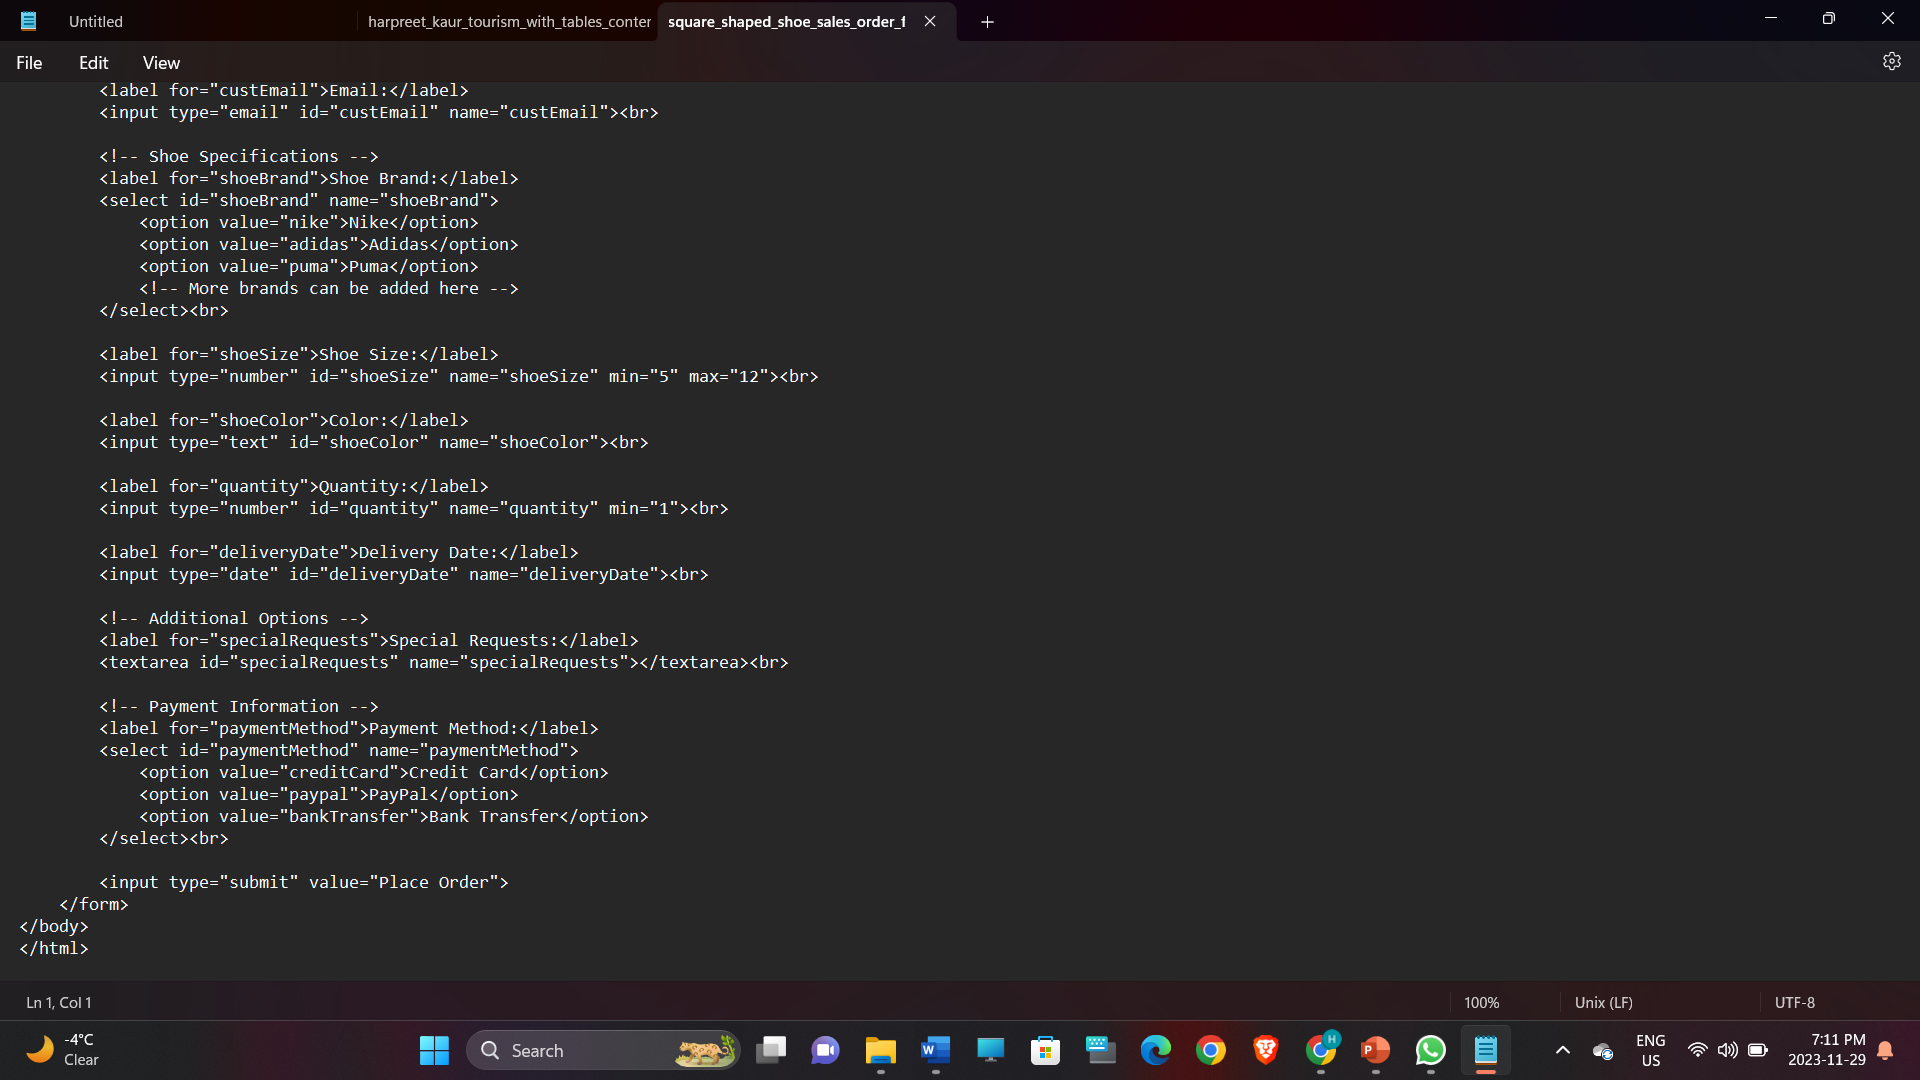 Untitled
harpreet_kaur_tourism_with_tables_conter
square_shaped_shoe_sales_order_f
File Edit View
        <label for="custEmail">Email:</label>
        <input type="email" id="custEmail" name="custEmail"><br>

        <!-- Shoe Specifications -->
        <label for="shoeBrand">Shoe Brand:</label>
        <select id="shoeBrand" name="shoeBrand">
            <option value="nike">Nike</option>
            <option value="adidas">Adidas</option>
            <option value="puma">Puma</option>
            <!-- More brands can be added here -->
        </select><br>

        <label for="shoeSize">Shoe Size:</label>
        <input type="number" id="shoeSize" name="shoeSize" min="5" max="12"><br>

        <label for="shoeColor">Color:</label>
        <input type="text" id="shoeColor" name="shoeColor"><br>

        <label for="quantity">Quantity:</label>
        <input type="number" id="quantity" name="quantity" min="1"><br>

        <label for="deliveryDate">Delivery Date:</label>
        <input type="date" id="deliveryDate" name="deliveryDate"><br>

        <!-- Additional Options -->
        <label for="specialRequests">Special Requests:</label>
        <textarea id="specialRequests" name="specialRequests"></textarea><br>

        <!-- Payment Information -->
        <label for="paymentMethod">Payment Method:</label>
        <select id="paymentMethod" name="paymentMethod">
            <option value="creditCard">Credit Card</option>
            <option value="paypal">PayPal</option>
            <option value="bankTransfer">Bank Transfer</option>
        </select><br>

        <input type="submit" value="Place Order">
    </form>
</body>
</html>
Ln 1, Col 1
100%
Unix (LF)
UTF-8
-4°C
Clear
Search
W
H
P
ENG
US
7:11 PM
2023-11-29